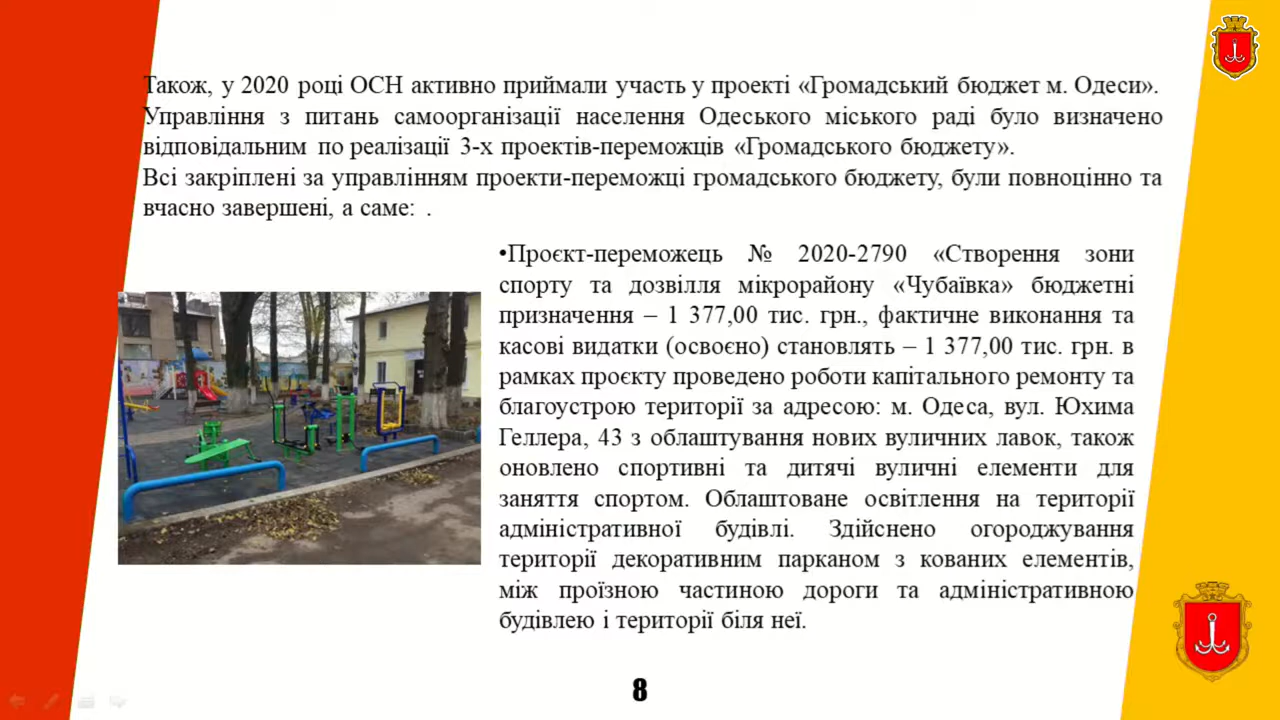 Також, у 2020 році ОСН активно приймали участь у проекті «Громадський бюджет м. Одеси».
Управління з питань самоорганізації населення Одеського міського раді було визначено
відповідальним по реалізації 3-х проектів-переможців «Громадського бюджету».
Всі закріплені за управлінням проекти-переможці громадського бюджету, були повноцінно та
вчасно завершені, а саме: .
•Проєкт-переможець № 2020-2790 «Створення зони
спорту та дозвілля мікрорайону «Чубаївка» бюджетні
призначення – 1 377,00 тис. грн., фактичне виконання та
касові видатки (освоєно) становлять – 1 377,00 тис. грн. в
рамках проєкту проведено роботи капітального ремонту та
благоустрою території за адресою: м. Одеса, вул. Юхима
Геллера, 43 з облаштування нових вуличних лавок, також
оновлено спортивні та дитячі вуличні елементи для
заняття спортом. Облаштоване освітлення на території
адміністративної будівлі. Здійснено огороджування
території декоративним парканом з кованих елементів,
між проїзною частиною дороги та адміністративною
будівлею і території біля неї.
8